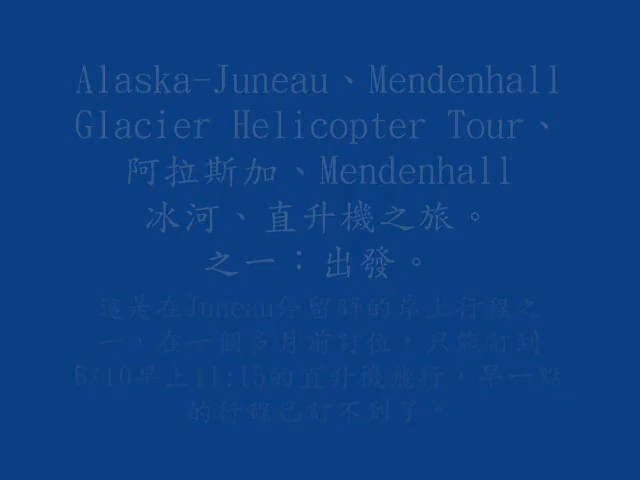 Alaska-Juneau、Mendenhall
Glacier Helicopter Tour、
阿拉斯加、Mendenhall
冰河、直升機之旅。
之一：出發。
這是在Juneau停留時的岸上行程之
一，在一個多月前訂位，只能訂到
6/10早上11:15的直升機飛行，早一點
的行程已訂不到了。